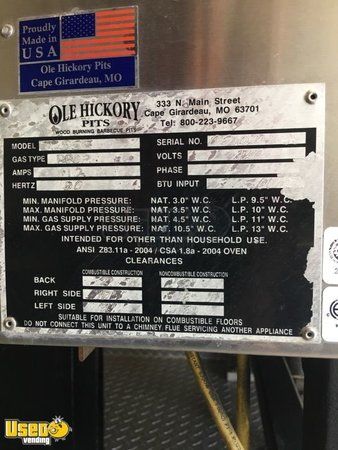 Proudly
Made in
USA
Ole Hickory Pits
Cape Girardeau, MO
OLE HICKORY
PITS
WOOD BURNING BARBECUE PITS
333 N. Main Street
Cape Girardeau, MO 63701
Tel: 800-223-9667
MODEL
SERIAL NO.
GAS TYPE
VOLTS
AMPS
PHASE
HERTZ
BTU INPUT
MIN. MANIFOLD PRESSURE: NAT. 3.0" W.C. L.P. 9.5" W.C.
MAX. MANIFOLD PRESSURE: NAT. 3.5" W.C. L.P. 10" W.C.
MIN. GAS SUPPLY PRESSURE: NAT. 4.5" W.C. L.P. 11" W.C.
MAX. GAS SUPPLY PRESSURE: NAT. 10.5" W.C. L.P. 13" W.C.
INTENDED FOR OTHER THAN HOUSEHOLD USE.
ANSI Z83.11a - 2004 / CSA 1.8a - 2004 OVEN
CLEARANCES
COMBUSTIBLE CONSTRUCTION NONCOMBUSTIBLE CONSTRUCTION
BACK
RIGHT SIDE
LEFT SIDE
SUITABLE FOR INSTALLATION ON COMBUSTIBLE FLOORS
DO NOT CONNECT THIS UNIT TO A CHIMNEY FLUE SERVICING ANOTHER APPLIANCE
Used
vending